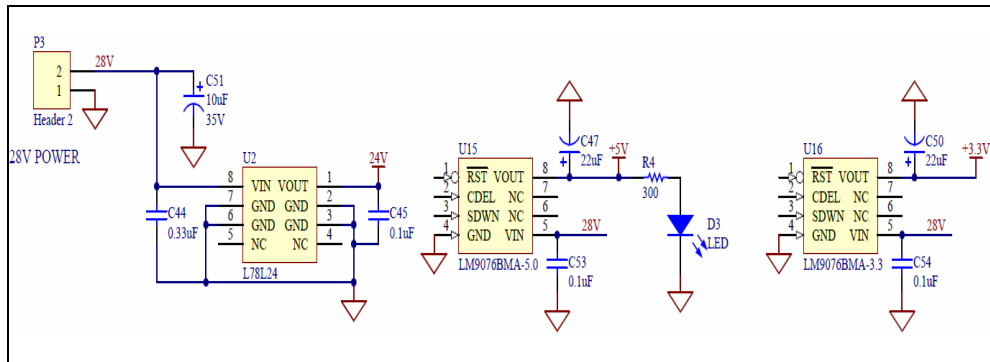 P3
28V
2
1
Header 2
28V POWER
C51
10uF
35V
U2
24V
8 VIN VOUT 1
7 GND GND 2
6 GND GND 3
5 NC NC 4
L78L24
C44
0.33uF
C45
0.1uF
U15
1 RST VOUT 8
2 CDEL NC 7
3 SDWN NC 6
4 GND VIN 5
LM9076BMA-5.0
C47
22uF
+5V
R4
300
D3
LED
28V
C53
0.1uF
U16
1 RST VOUT 8
2 CDEL NC 7
3 SDWN NC 6
4 GND VIN 5
LM9076BMA-3.3
C50
22uF
+3.3V
28V
C54
0.1uF